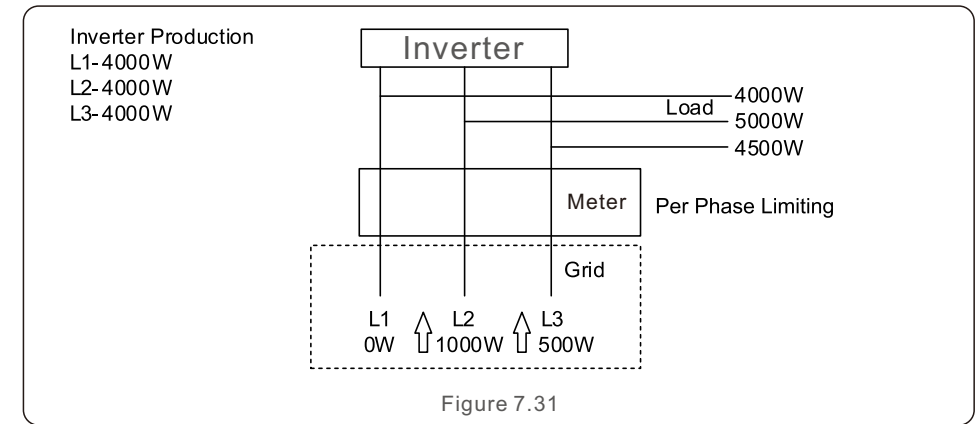 Inverter Production
L1-4000W
L2-4000W
L3-4000W
Inverter
Load
4000W
5000W
4500W
Meter
Per Phase Limiting
Grid
L1 L2 L3
0W 1000W 500W
Figure 7.31